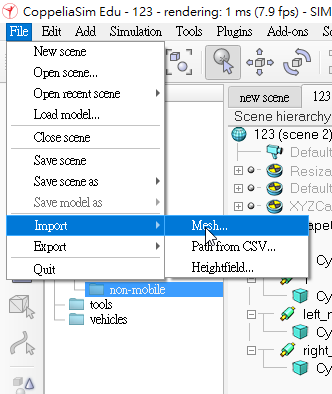 CoppeliaSim Edu - 123 - rendering: 1 ms (7.9 fps) - SIM
File Edit Add Simulation Tools Plugins Add-ons S
New scene
Open scene...
Open recent scene
Load model...
Close scene
Save scene
Save scene as
Save model as
Import
Export
Quit
Mesh...
Path from CSV...
Heightfield...
non-mobile
tools
vehicles
new scene 123
Scene hierarchy
123 (scene 2)
Default
Resiza
Default
XYZCa
apel
Cy
left_r
Cy
right_
Cy